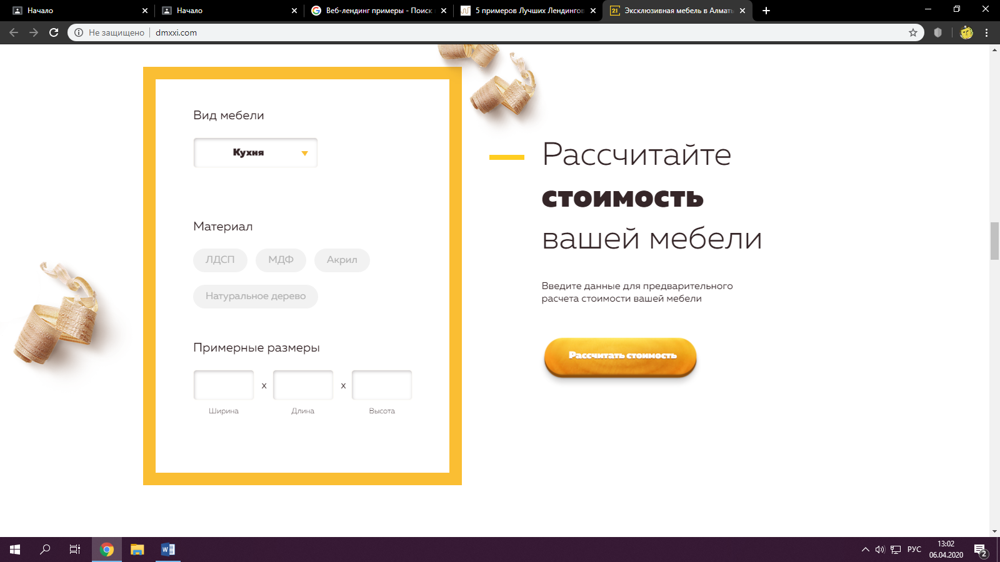 Начало
Начало
Веб-лендинг примеры - Поиск
5 примеров Лучших Лендингов
Эксклюзивная мебель в Алмать
Не защищено
dmxxi.com
Вид мебели
Кухня
Материал
ЛДСП МДФ Акрил
Натуральное дерево
Примерные размеры
x x
Ширина Длина Высота
Рассчитайте
стоимость
вашей мебели
Введите данные для предварительного
расчета стоимости вашей мебели
Рассчитать стоимость
РУС
13:02
06.04.2020
2